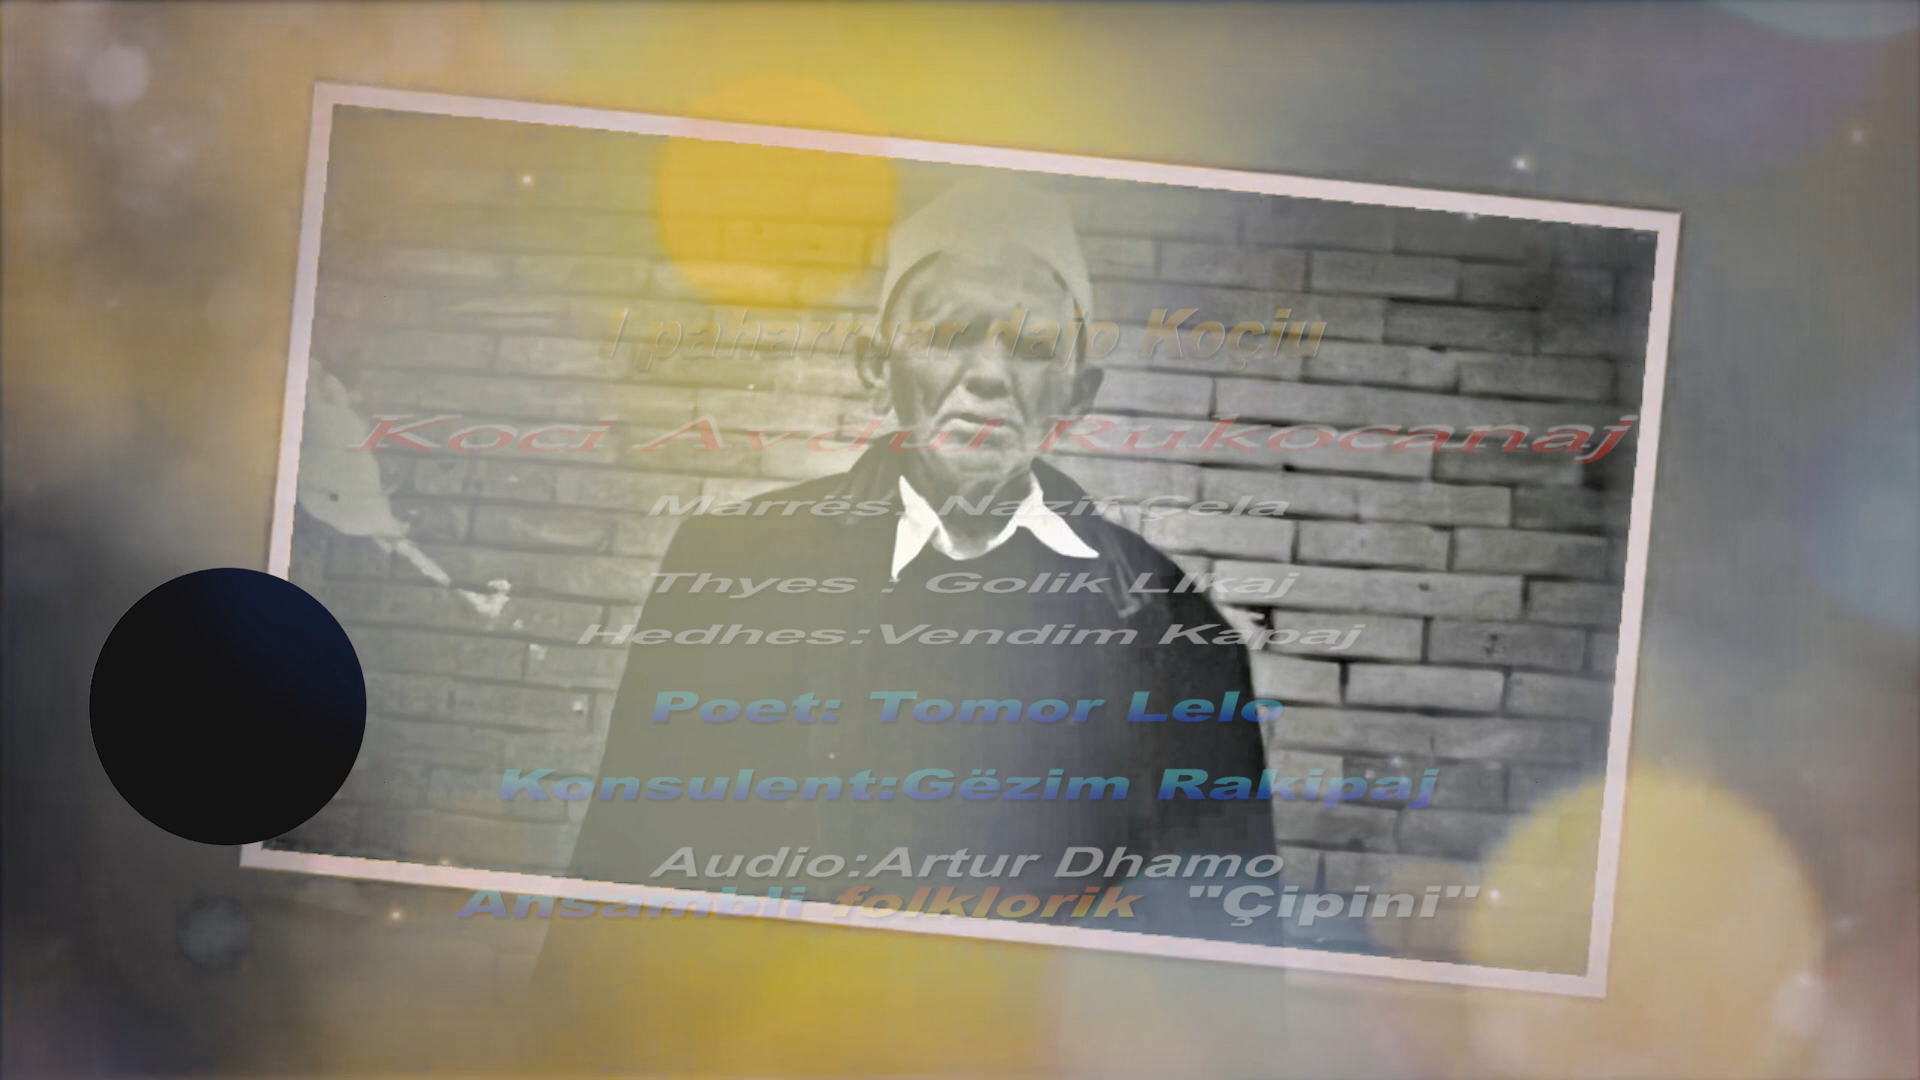 I paharruar dajo Koçiu
Koci Avdul Rukocanaj
Marrës: Nazif Çela
Thyes : Golik LIkaj
Hedhes:Vendim Kapaj
Poet: Tomor Lelo
Konsulent:Gëzim Rakipaj
Audio:Artur Dhamo
Ansambli folklorik "Çipini"